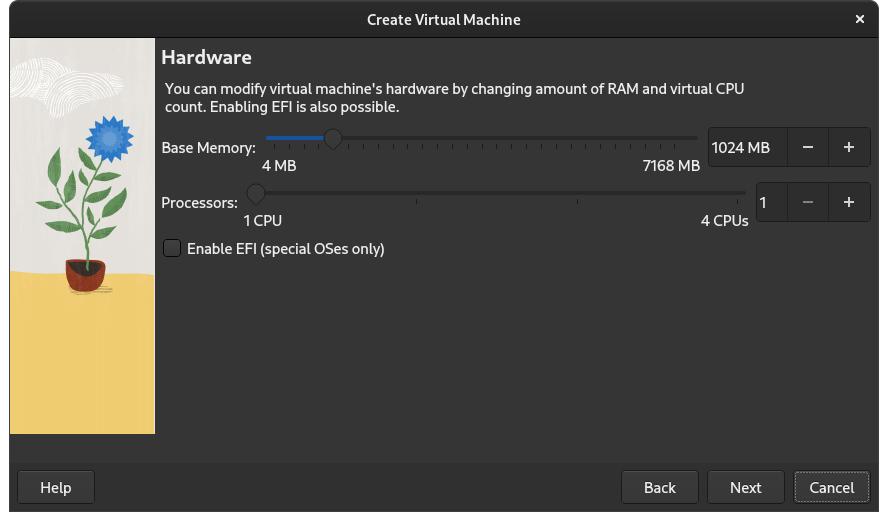 Create Virtual Machine
Hardware
You can modify virtual machine's hardware by changing amount of RAM and virtual CPU
count. Enabling EFI is also possible.
Base Memory:
1024 MB
4 MB
7168 MB
Processors:
1
1 CPU
4 CPUs
Enable EFI (special OSes only)
Help
Back
Next
Cancel